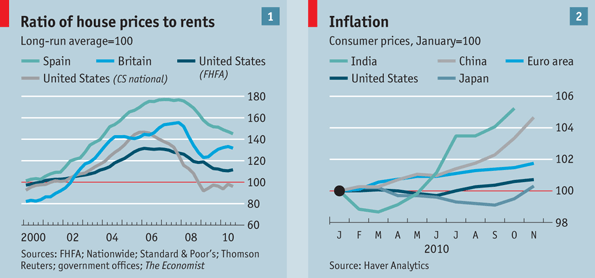 Ratio of house prices to rents
1
Long-run average=100
Spain
Britain
United States
(FHFA)
United States (CS national)
180
160
140
120
100
80
60
2000
02
04
06
08
10
Sources: FHFA; Nationwide; Standard & Poor's; Thomson
Reuters; government offices; The Economist
Inflation
2
Consumer prices, January=100
India
China
Euro area
United States
Japan
106
104
102
100
98
J F M A M J J A S O N
2010
Source: Haver Analytics